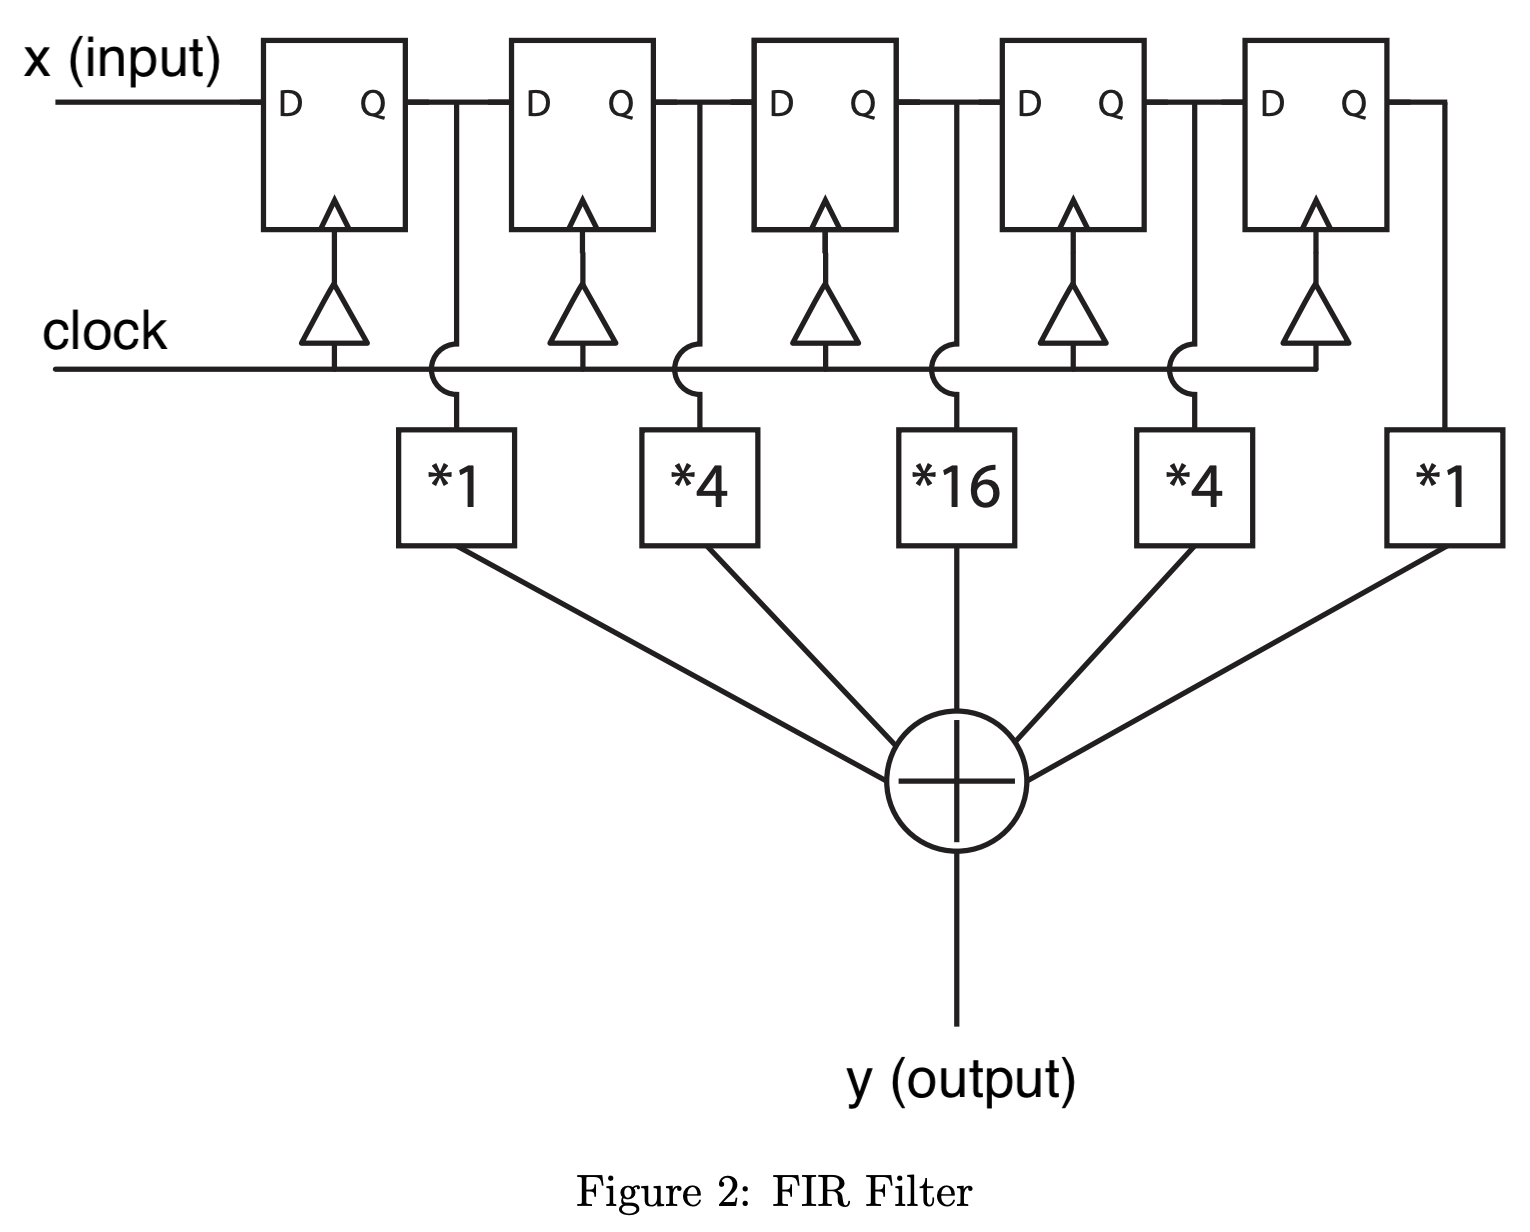 x (input)
D Q D Q D Q D Q D Q
clock
*1 *4 *16 *4 *1
y (output)
Figure 2: FIR Filter